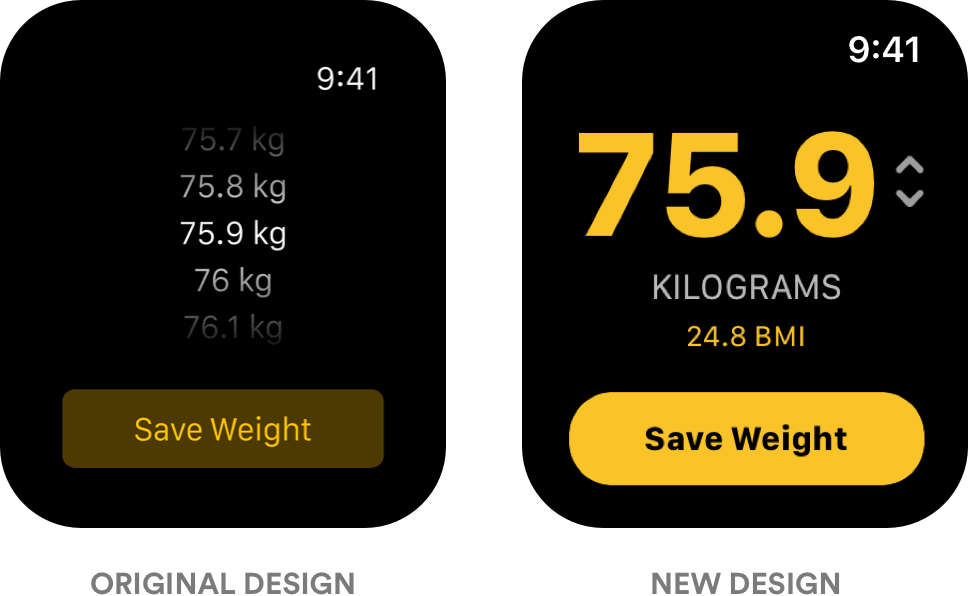 9:41
75.7 kg
75.8 kg
75.9 kg
76 kg
76.1 kg
Save Weight
ORIGINAL DESIGN
9:41
75.9
KILOGRAMS
24.8 BMI
Save Weight
NEW DESIGN